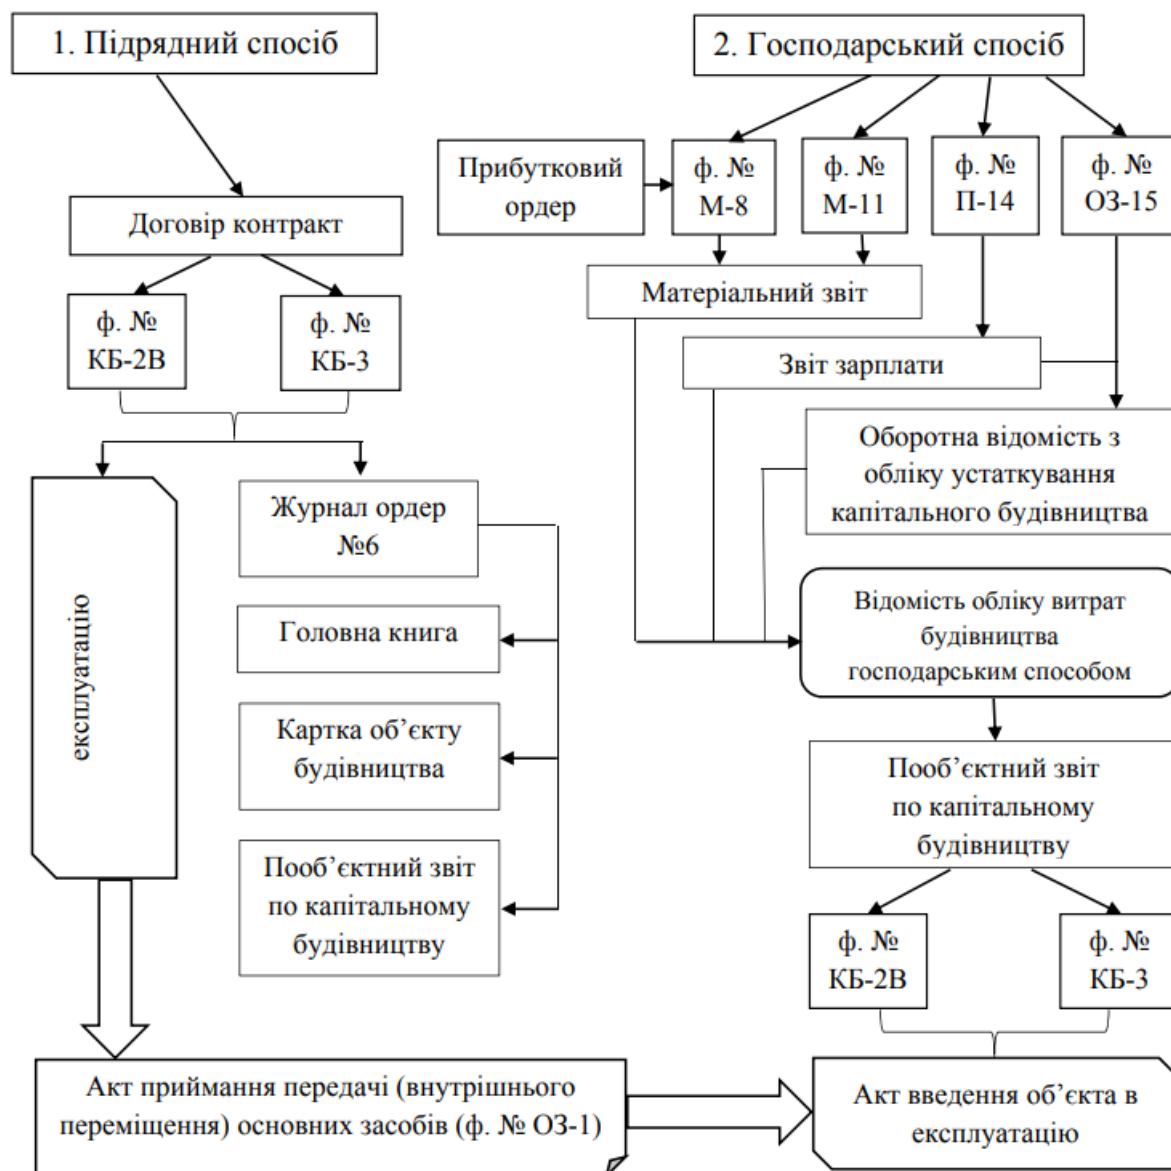 1. Підрядний спосіб
Договір контракт
ф. №
КБ-2В
ф. №
КБ-3
експлуатацію
Журнал ордер
№6
Головна книга
Картка об’єкту
будівництва
Пооб’єктний звіт
по капітальному
будівництву
Акт приймання передачі (внутрішнього
переміщення) основних засобів (ф. № ОЗ-1)
2. Господарський спосіб
Прибутковий
ордер
ф. №
М-8
ф. №
М-11
ф. №
П-14
ф. №
ОЗ-15
Матеріальний звіт
Звіт зарплати
Оборотна відомість з
обліку устаткування
капітального будівництва
Відомість обліку витрат
будівництва
господарським способом
Пооб’єктний звіт
по капітальному
будівництву
ф. №
КБ-2В
ф. №
КБ-3
Акт введення об’єкта в
експлуатацію